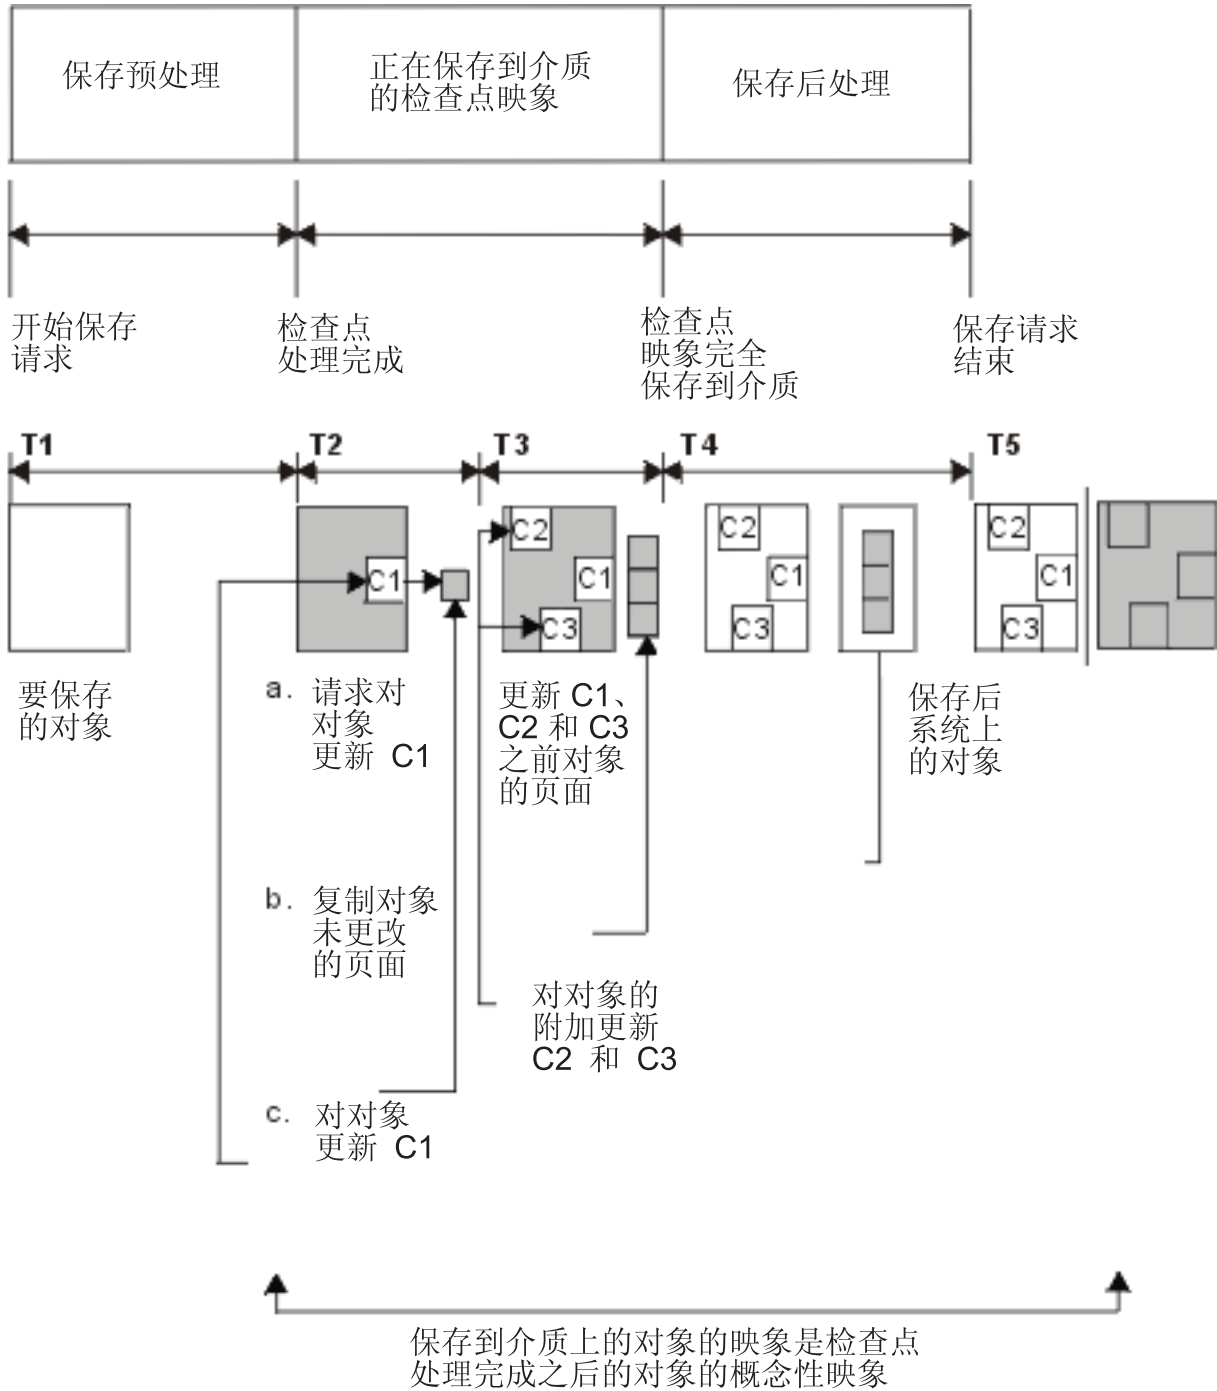 保存预处理
正在保存到介质
的检查点映象
保存后处理
开始保存
请求
检查点
处理完成
检查点
映象完全
保存到介质
保存请求
结束
T1
T2
T3
T4
T5
C1
C2
C1
C3
C2
C1
C3
C2
C1
C3
要保存
的对象
a. 请求对
对象
更新 C1
更新 C1、
C2 和 C3
之前对象
的页面
保存后
系统上
的对象
b. 复制对象
未更改
的页面
对对象的
附加更新
C2 和 C3
c. 对对象
更新 C1
保存到介质上的对象的映象是检查点
处理完成之后的对象的概念性映象